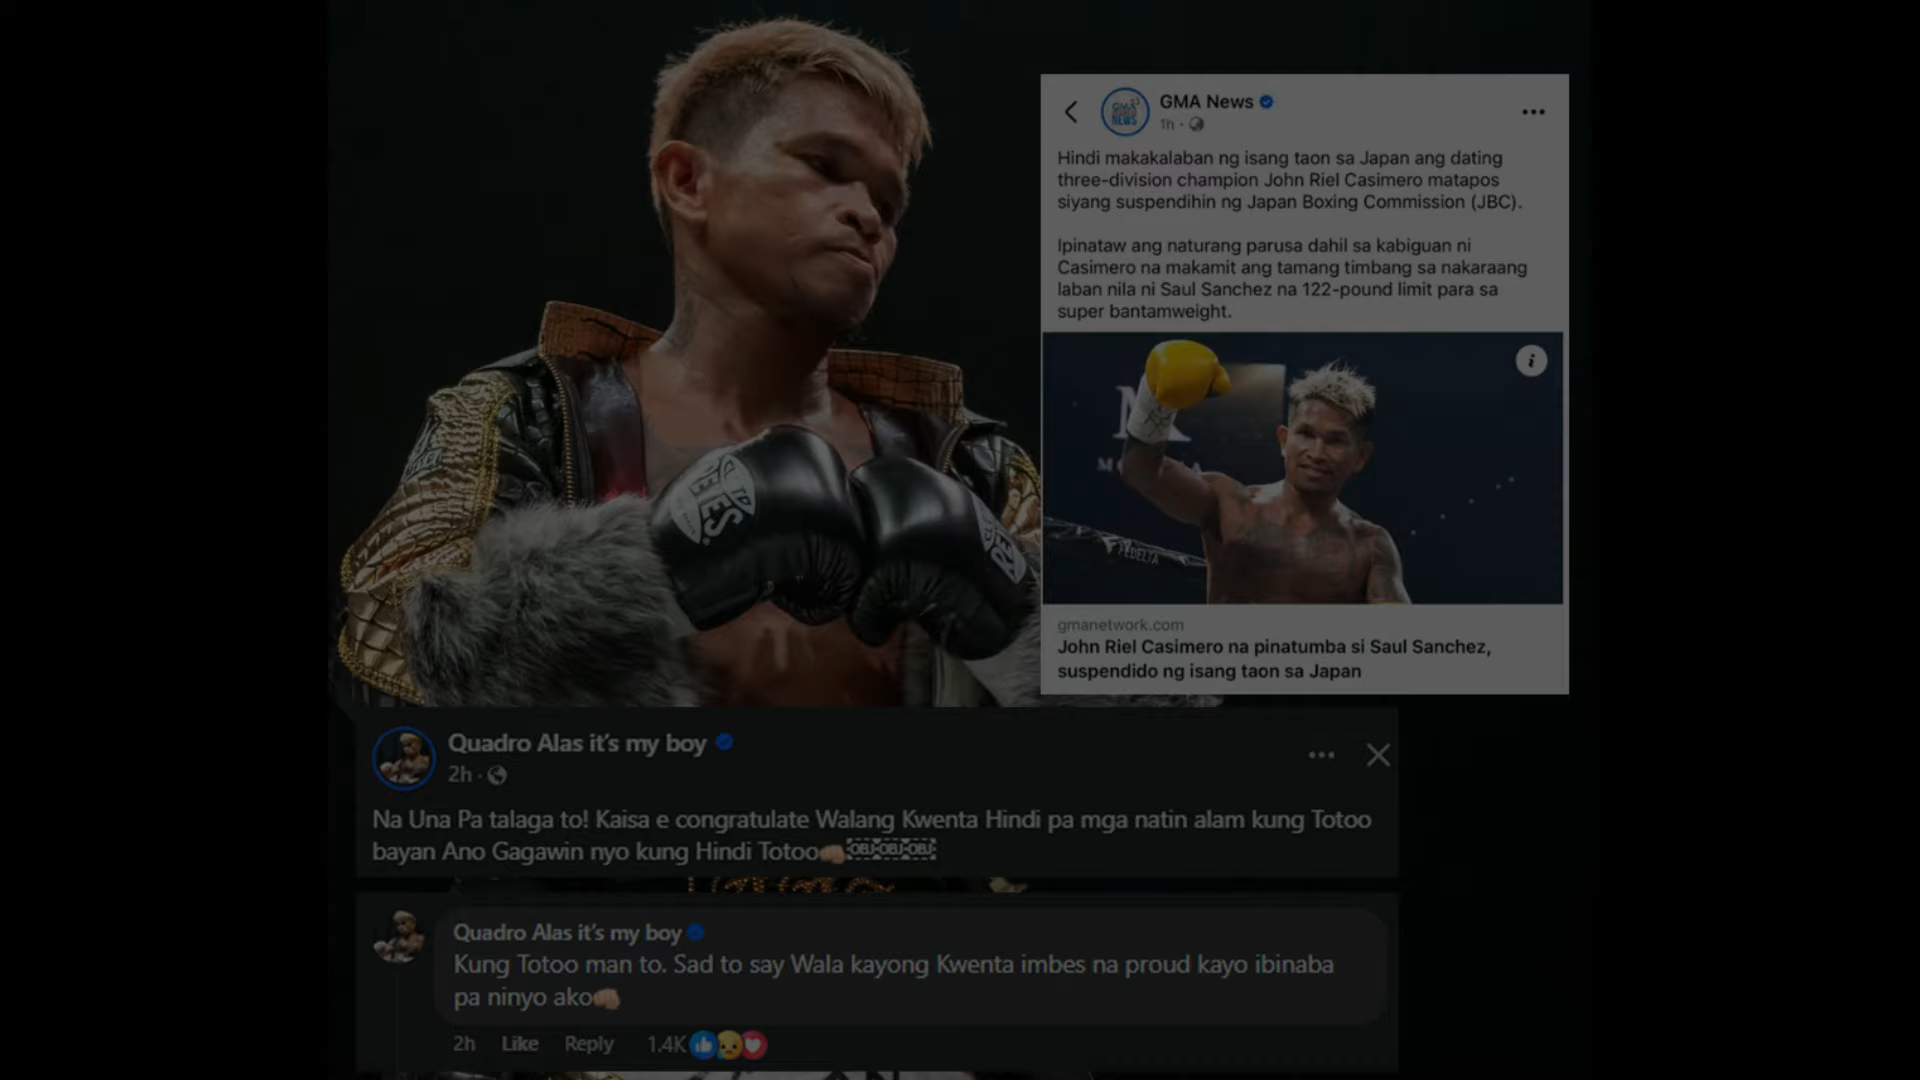 GMA News
1h
Hindi makakalaban ng isang taon sa Japan ang dating
three-division champion John Riel Casimero matapos
siyang suspendihin ng Japan Boxing Commission (JBC).
Ipinataw ang naturang parusa dahil sa kabiguan ni
Casimero na makamit ang tamang timbang sa nakaraang
laban nila ni Saul Sanchez na 122-pound limit para sa
super bantamweight.
gmanetwork.com
John Riel Casimero na pinatumba si Saul Sanchez,
suspendido ng isang taon sa Japan
Quadro Alas it's my boy
2h
Na Una Pa talaga to! Kaisa e congratulate Walang Kwenta Hindi pa mga natin alam kung Totoo
bayan Ano Gagawin nyo kung Hindi Totoo👊OBJ OBJ OBJ
Quadro Alas it's my boy
Kung Totoo man to. Sad to say Wala kayong Kwenta imbes na proud kayo ibinaba
pa ninyo ako👊
2h Like Reply 1.4K